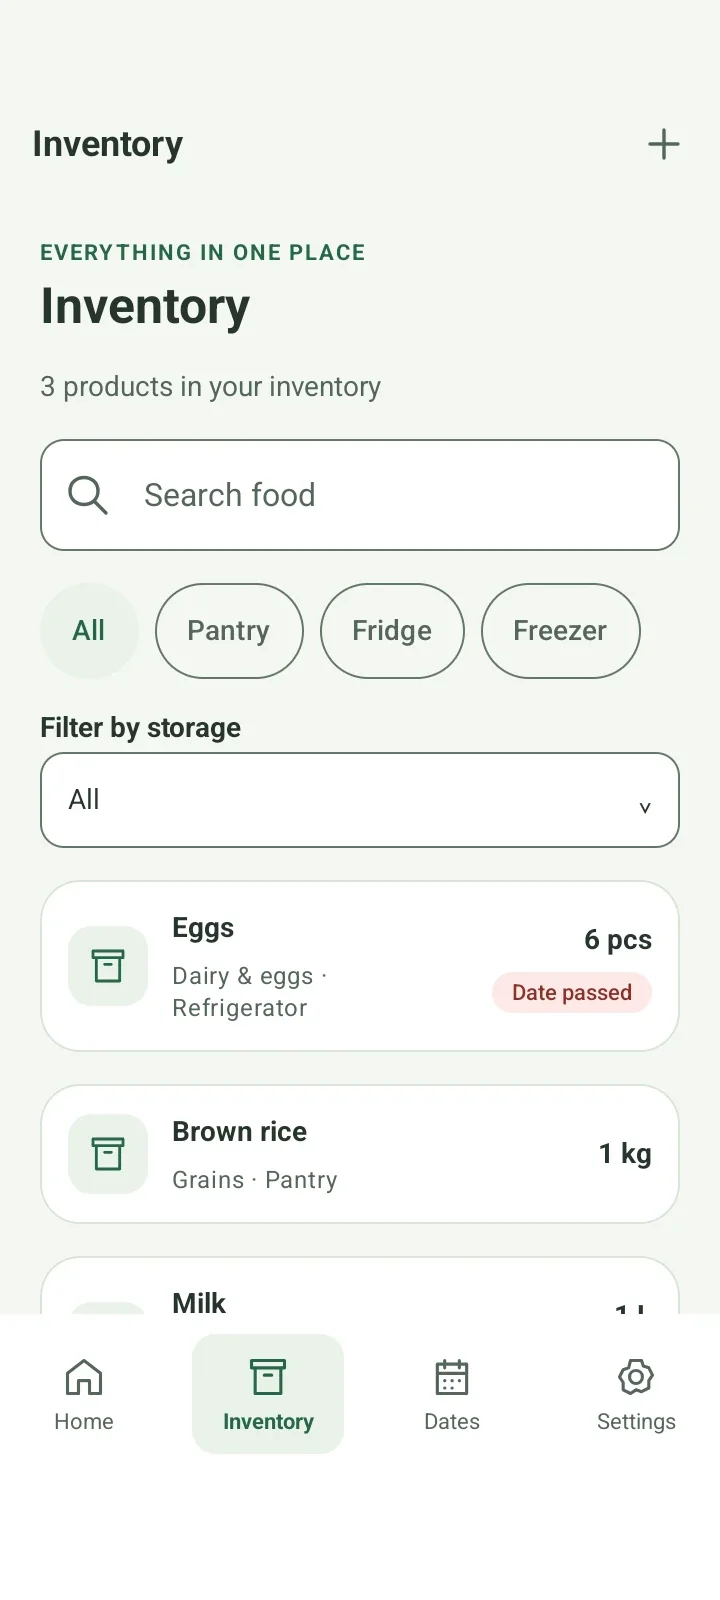 Inventory
EVERYTHING IN ONE PLACE
Inventory
3 products in your inventory
Search food
All
Pantry
Fridge
Freezer
Filter by storage
All
Eggs
6 pcs
Dairy & eggs ·
Refrigerator
Date passed
Brown rice
1 kg
Grains · Pantry
Milk
Home
Inventory
Dates
Settings